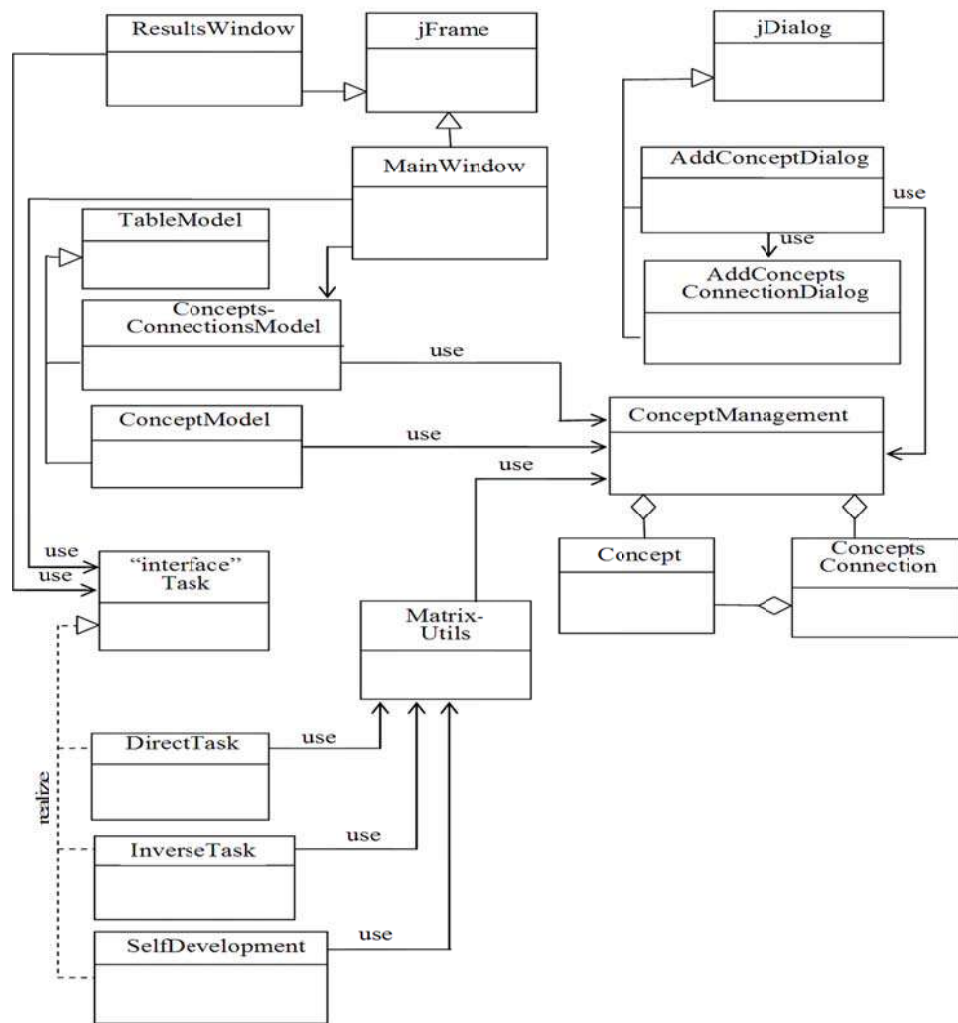 ResultsWindow
jFrame
jDialog
MainWindow
AddConceptDialog
use
TableModel
use
AddConcepts
ConnectionDialog
Concepts-
ConnectionsModel
use
ConceptModel
ConceptManagement
use
use
use
"interface"
Task
use
Concept
Concepts
Connection
Matrix-
Utils
DirectTask
use
realize
InverseTask
use
SelfDevelopment
use